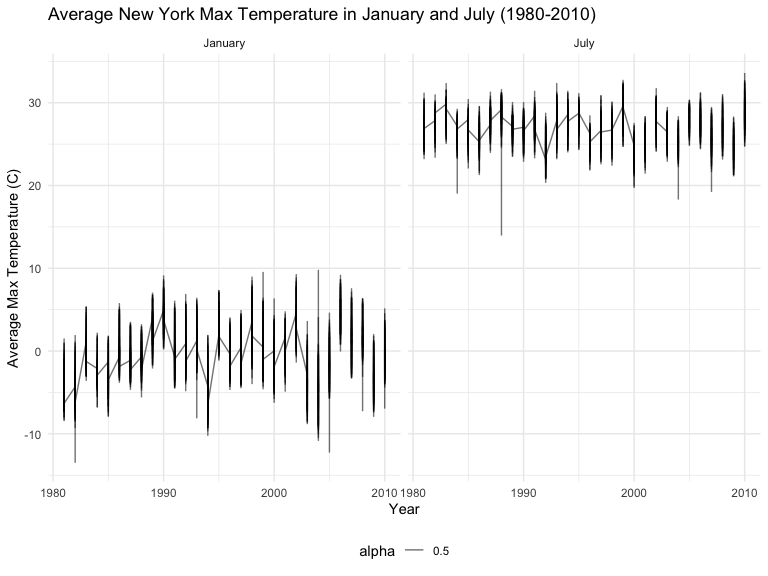 Average New York Max Temperature in January and July (1980-2010)
January July
Average Max Temperature (C)
30
20
10
0
-10
1980 1990 2000 2010 1980 1990 2000 2010
Year
alpha 0.5